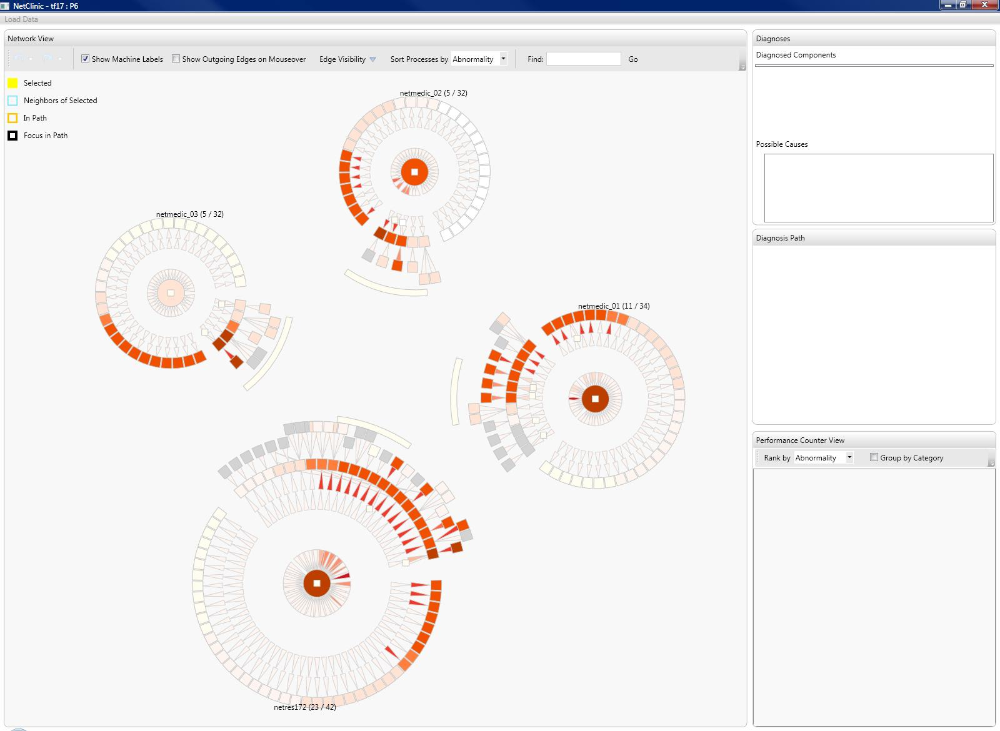 NetClinic - tf17 : P6
Load Data
Network View
Show Machine Labels
Show Outgoing Edges on Mouseover
Edge Visibility
Sort Processes by Abnormality
Find:
Go
Selected
Neighbors of Selected
In Path
Focus in Path
netmedic_02 (5 / 32)
netmedic_03 (5 / 32)
netmedic_01 (11 / 34)
netres172 (23 / 42)
Diagnoses
Diagnosed Components
Possible Causes
Diagnosis Path
Performance Counter View
Rank by Abnormality
Group by Category